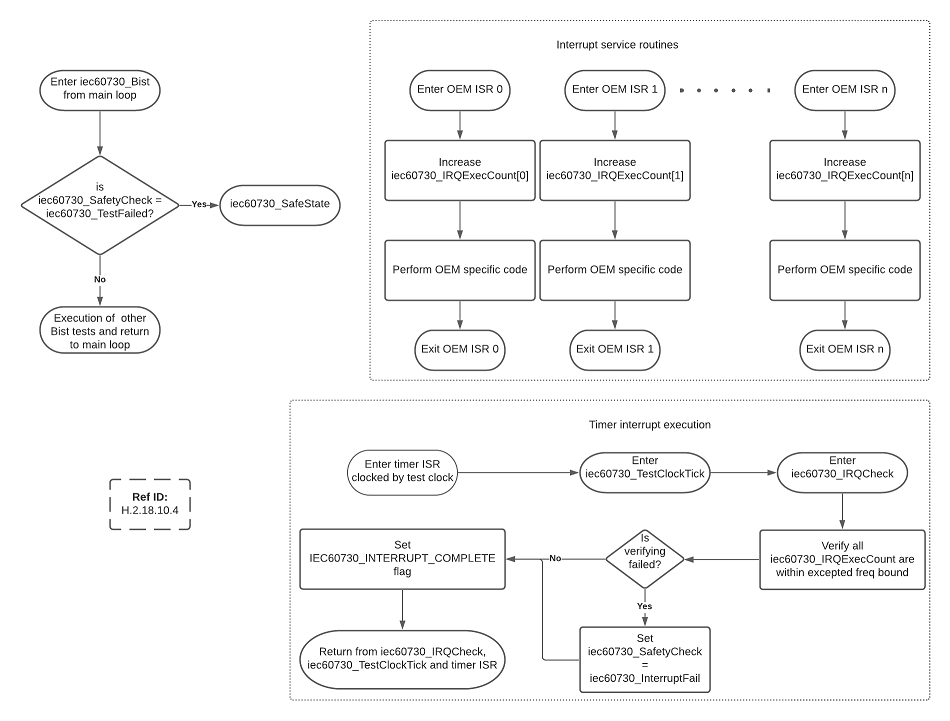 Interrupt service routines
Enter iec60730_Bist
from main loop
is
iec60730_SafetyCheck =
iec60730_TestFailed?
Yes
iec60730_SafeState
No
Execution of other
Bist tests and return
to main loop
Enter OEM ISR 0
Increase
iec60730_IRQExecCount[0]
Perform OEM specific code
Exit OEM ISR 0
Enter OEM ISR 1
Increase
iec60730_IRQExecCount[1]
Perform OEM specific code
Exit OEM ISR 1
Enter OEM ISR n
Increase
iec60730_IRQExecCount[n]
Perform OEM specific code
Exit OEM ISR n
Ref ID:
H.2.18.10.4
Timer interrupt execution
Enter timer ISR
clocked by test clock
Enter
iec60730_TestClockTick
Enter
iec60730_IRQCheck
Verify all
iec60730_IRQExecCount are
within excepted freq bound
Is
verifying
failed?
No
Yes
Set
iec60730_SafetyCheck
=
iec60730_InterruptFail
Set
IEC60730_INTERRUPT_COMPLETE
flag
Return from iec60730_IRQCheck,
iec60730_TestClockTick and timer ISR